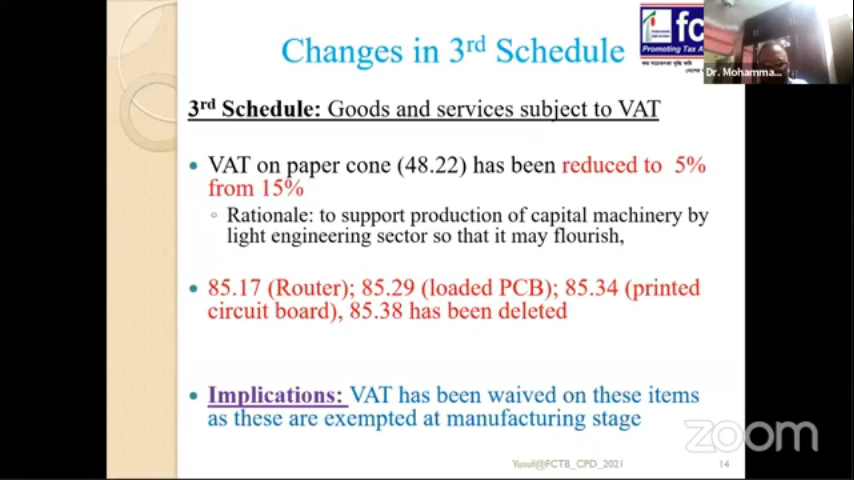 Changes in 3rd Schedule
fc
Promoting Tax A
Dr. Mohamma...
3rd Schedule: Goods and services subject to VAT
• VAT on paper cone (48.22) has been reduced to 5%
from 15%
◦ Rationale: to support production of capital machinery by
light engineering sector so that it may flourish,
• 85.17 (Router); 85.29 (loaded PCB); 85.34 (printed
circuit board), 85.38 has been deleted
• Implications: VAT has been waived on these items
as these are exempted at manufacturing stage
zoom
Yusuf@FCTB_CPD_2021
14